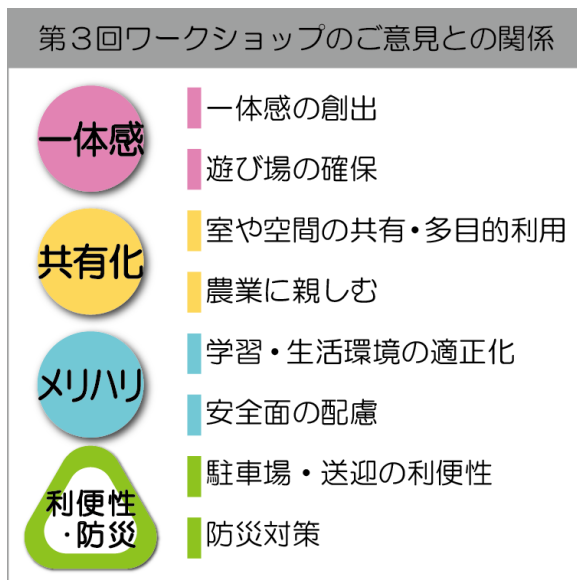 第3回ワークショップのご意見との関係
一体感
一体感の創出
遊び場の確保
共有化
室や空間の共有・多目的利用
農業に親しむ
メリハリ
学習・生活環境の適正化
安全面の配慮
利便性
・防災
駐車場・送迎の利便性
防災対策